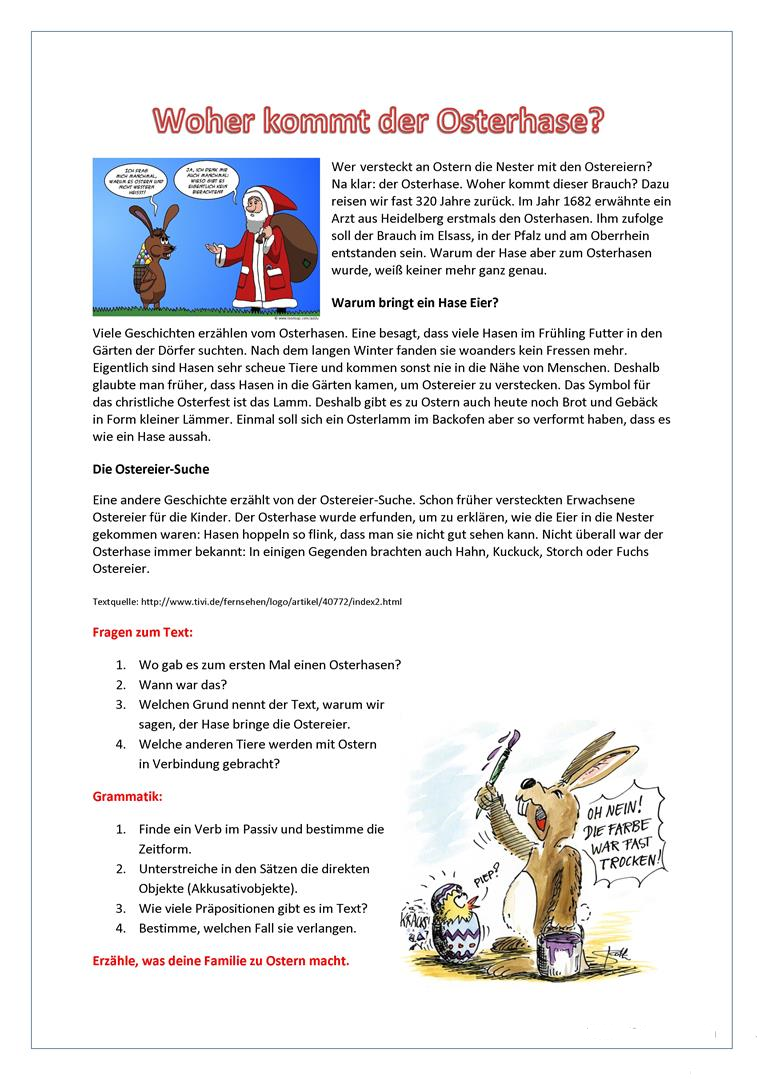 Woher kommt der Osterhase?
ICH FRAG
MICH MANCHMAL,
WARUM ES OSTERN UND
NICHT WESTERN
HEISST!
JA, ICH DENK MIR
AUCH MANCHMAL:
WIESO GIBT ES
EIGENTLICH KEIN
BIERACHTEN?
Wer versteckt an Ostern die Nester mit den Ostereiern?
Na klar: der Osterhase. Woher kommt dieser Brauch? Dazu
reisen wir fast 320 Jahre zurück. Im Jahr 1682 erwähnte ein
Arzt aus Heidelberg erstmals den Osterhasen. Ihm zufolge
soll der Brauch im Elsass, in der Pfalz und am Oberrhein
entstanden sein. Warum der Hase aber zum Osterhasen
wurde, weiß keiner mehr ganz genau.
Warum bringt ein Hase Eier?
Viele Geschichten erzählen vom Osterhasen. Eine besagt, dass viele Hasen im Frühling Futter in den
Gärten der Dörfer suchten. Nach dem langen Winter fanden sie woanders kein Fressen mehr.
Eigentlich sind Hasen sehr scheue Tiere und kommen sonst nie in die Nähe von Menschen. Deshalb
glaubte man früher, dass Hasen in die Gärten kamen, um Ostereier zu verstecken. Das Symbol für
das christliche Osterfest ist das Lamm. Deshalb gibt es zu Ostern auch heute noch Brot und Gebäck
in Form kleiner Lämmer. Einmal soll sich ein Osterlamm im Backofen aber so verformt haben, dass es
wie ein Hase aussah.
Die Ostereier-Suche
Eine andere Geschichte erzählt von der Ostereier-Suche. Schon früher versteckten Erwachsene
Ostereier für die Kinder. Der Osterhase wurde erfunden, um zu erklären, wie die Eier in die Nester
gekommen waren: Hasen hoppeln so flink, dass man sie nicht gut sehen kann. Nicht überall war der
Osterhase immer bekannt: In einigen Gegenden brachten auch Hahn, Kuckuck, Storch oder Fuchs
Ostereier.
Textquelle: http://www.tivi.de/fernsehen/logo/artikel/40772/index2.html
Fragen zum Text:
1. Wo gab es zum ersten Mal einen Osterhasen?
2. Wann war das?
3. Welchen Grund nennt der Text, warum wir
sagen, der Hase bringe die Ostereier.
4. Welche anderen Tiere werden mit Ostern
in Verbindung gebracht?
Grammatik:
1. Finde ein Verb im Passiv und bestimme die
Zeitform.
2. Unterstreiche in den Sätzen die direkten
Objekte (Akkusativobjekte).
3. Wie viele Präpositionen gibt es im Text?
4. Bestimme, welchen Fall sie verlangen.
Erzähle, was deine Familie zu Ostern macht.
OH NEIN!
DIE FARBE
WAR FAST
TROCKEN!
PIEP?